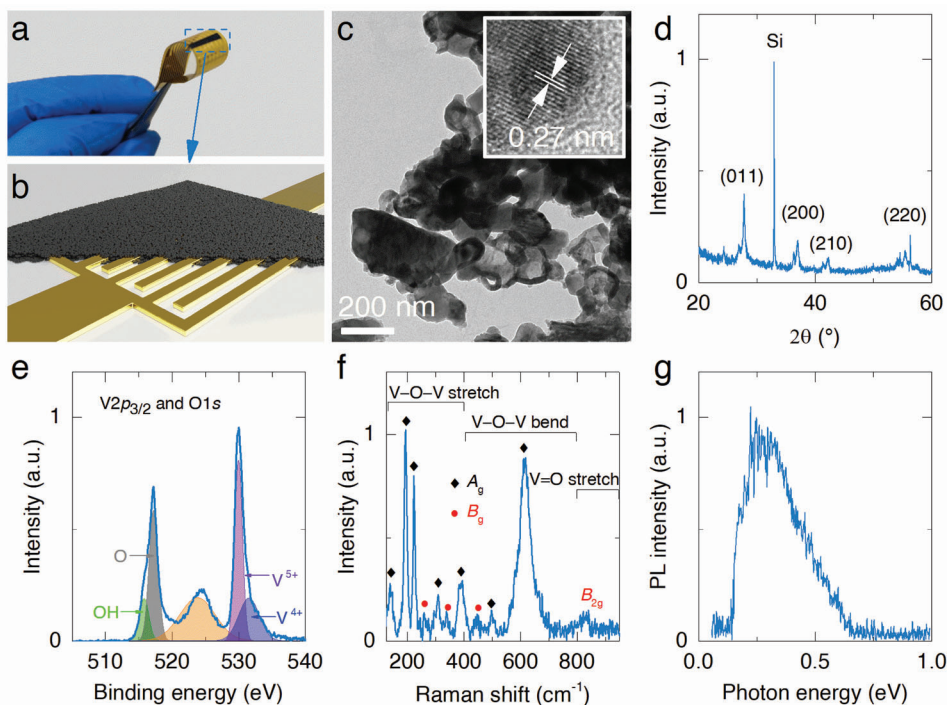 a
b
c
0.27 nm
200 nm
d
Intensity (a.u.)
1
0
Si
(011)
(200)
(210)
(220)
20
40
60
2θ (°)
e
V2p3/2 and O1s
Intensity (a.u.)
1
0
O
OH
V5+
V4+
510
520
530
540
Binding energy (eV)
f
V–O–V stretch
V–O–V bend
V=O stretch
Ag
Bg
B2g
Intensity (a.u.)
1
0
200
400
600
800
Raman shift (cm–1)
g
PL intensity (a.u.)
1
0
0.0
0.5
1.0
Photon energy (eV)